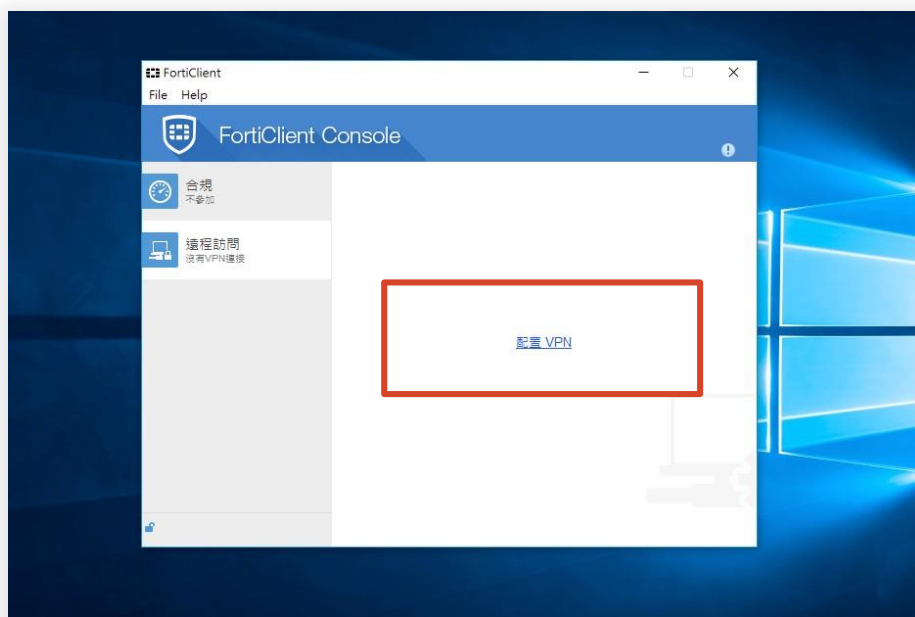 FortiClient
File Help
FortiClient Console
合規
不參加
遠程訪問
沒有VPN連接
配置 VPN